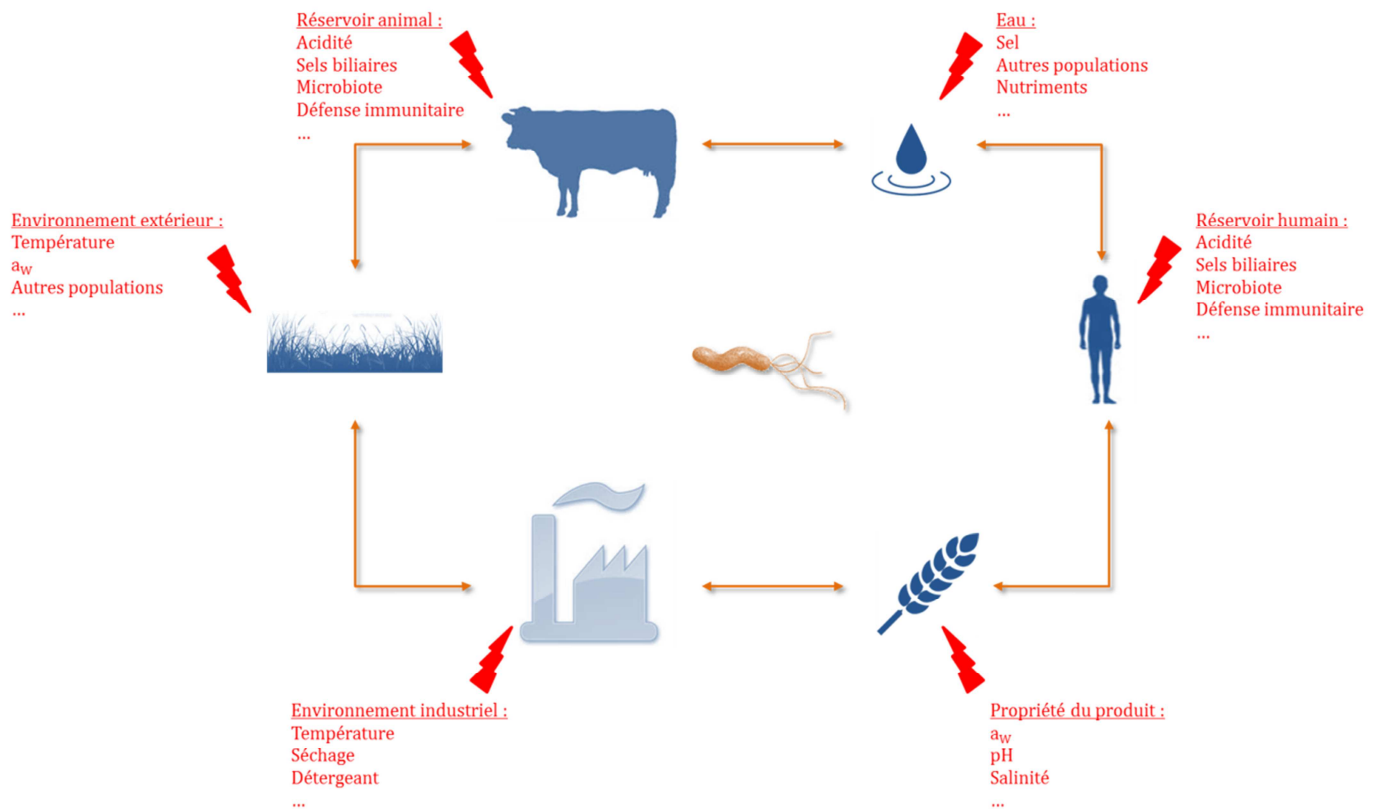 Réservoir animal :
Acidité
Sels biliaires
Microbiote
Défense immunitaire
...
Eau :
Sel
Autres populations
Nutriments
...
Environnement extérieur :
Température
aw
Autres populations
...
Réservoir humain :
Acidité
Sels biliaires
Microbiote
Défense immunitaire
...
Environnement industriel :
Température
Séchage
Détergeant
...
Propriété du produit :
aw
pH
Salinité
...